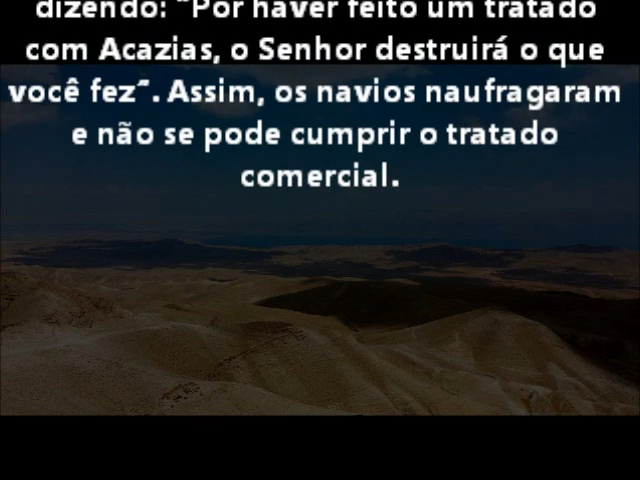 dizendo: "Por haver feito um tratado
com Acazias, o Senhor destruirá o que
você fez". Assim, os navios naufragaram
e não se pode cumprir o tratado
comercial.